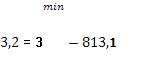 min
3,2 = 3 − 813,1